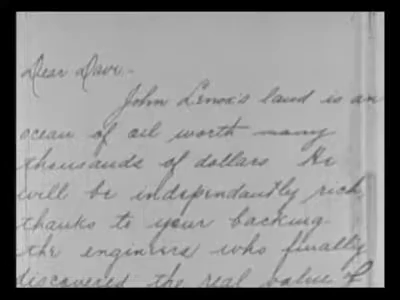 Dear Dave -
John Lenox's land is an
ocean of oil worth many
thousands of dollars He
will be independantly rich,
thanks to your backing
the engineers who finally
discovered the real value of